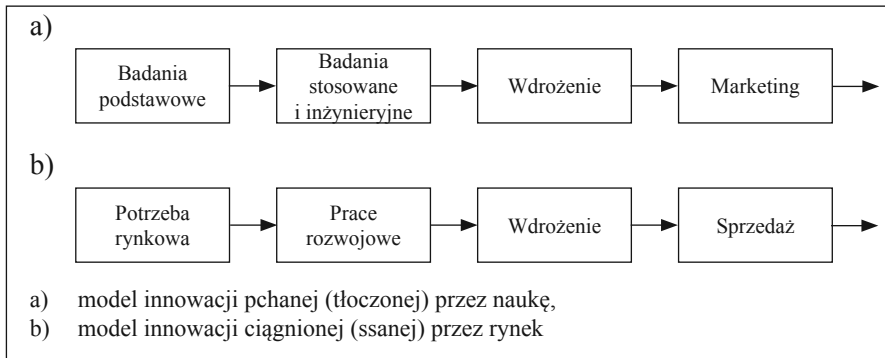 a)
Badania
podstawowe
Badania
stosowane
i inżynieryjne
Wdrożenie
Marketing
b)
Potrzeba
rynkowa
Prace
rozwojowe
Wdrożenie
Sprzedaż
a) model innowacji pchanej (tłoczonej) przez naukę,
b) model innowacji ciągnionej (ssanej) przez rynek